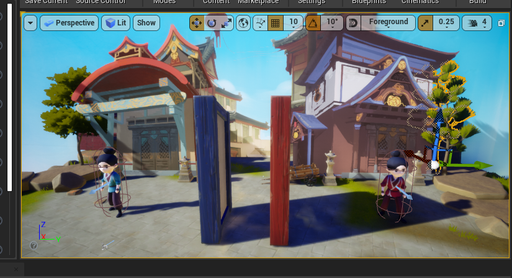 Save Current Source Control Modes Content Marketplace Settings Blueprints Cinematics Build
Perspective Lit Show 10 10° Foreground 0.25 4
Z